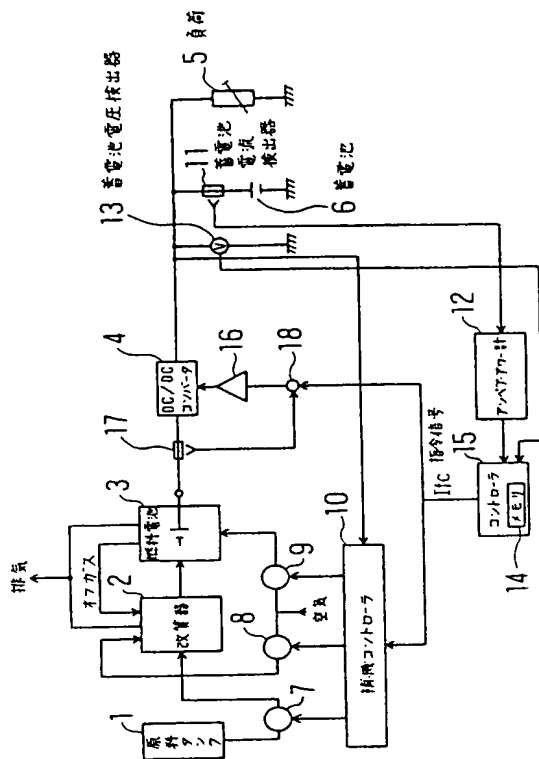 1
原料タンク
2
改質器
3
燃料電池
4
DC/DC
コンバータ
5
負荷
6
蓄電池
7
8
9
10
補機コントローラ
11
蓄電池
電流
検出器
12
アンペアアワー計
13
蓄電池電圧検出器
14
15
コントローラ
メモリ
16
17
18
排気
オフガス
空気
Ifc 指令信号
V